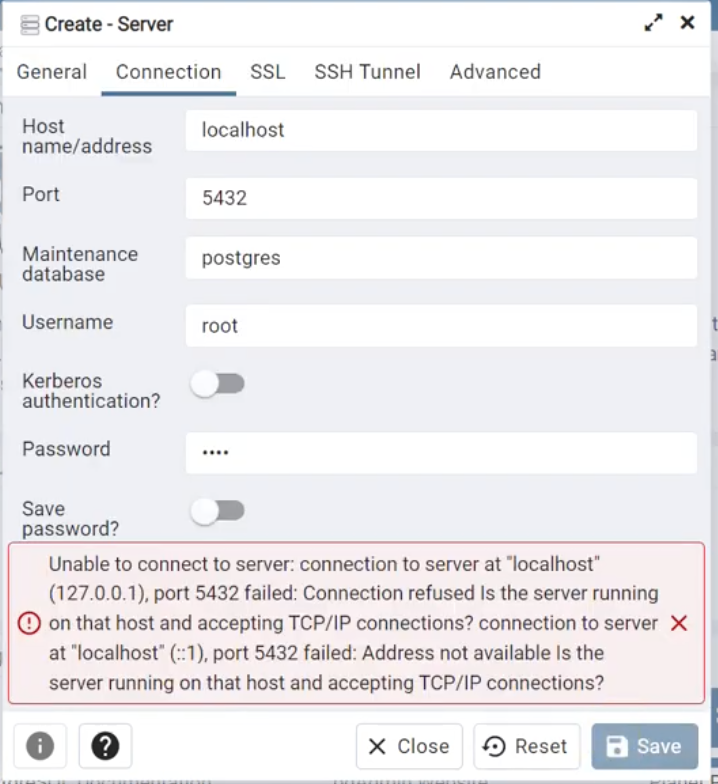 Create - Server
General Connection SSL SSH Tunnel Advanced
Host
name/address
localhost
Port
5432
Maintenance
database
postgres
Username
root
Kerberos
authentication?
Password
••••
Save
password?
Unable to connect to server: connection to server at "localhost"
(127.0.0.1), port 5432 failed: Connection refused Is the server running
on that host and accepting TCP/IP connections? connection to server
at "localhost" (::1), port 5432 failed: Address not available Is the
server running on that host and accepting TCP/IP connections?
Close Reset Save